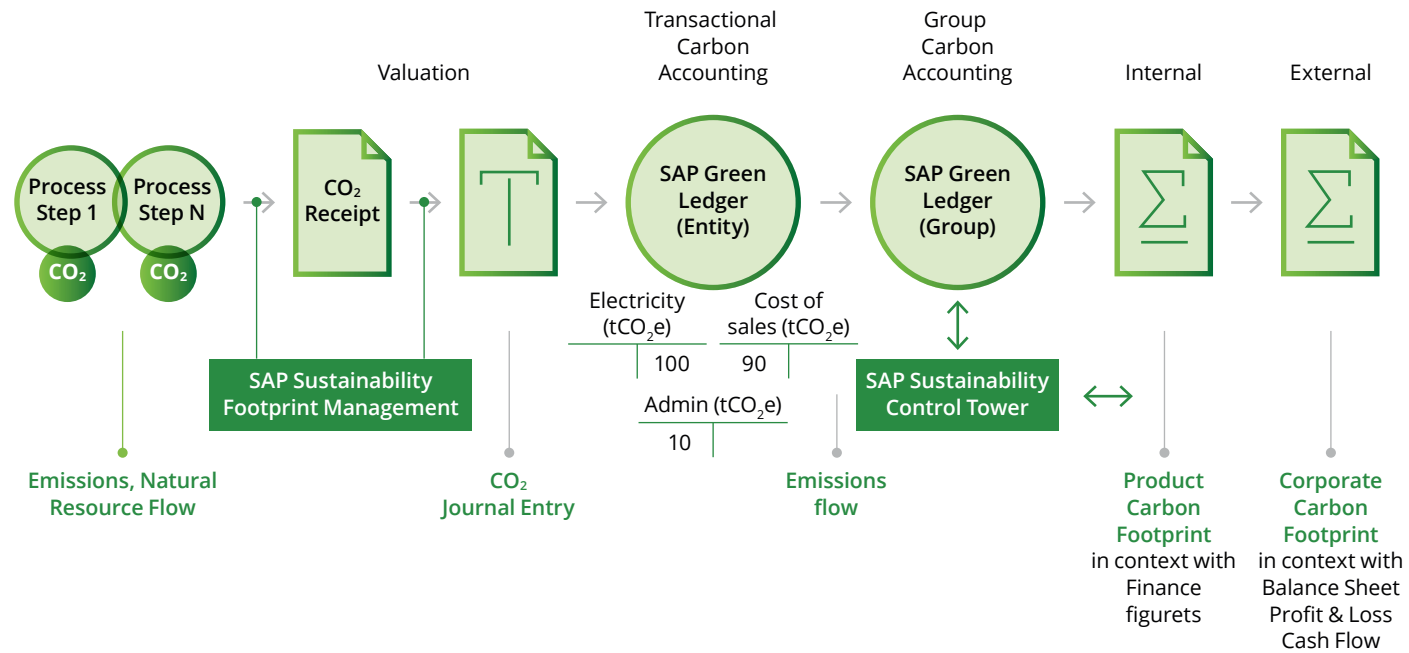 Valuation
Transactional
Carbon
Accounting
Group
Carbon
Accounting
Internal
External
Process
Step 1
Process
Step N
CO₂
CO₂
CO₂
Receipt
T
SAP Green
Ledger
(Entity)
SAP Green
Ledger
(Group)
Σ
Σ
Electricity
(tCO₂e)
100
Cost of
sales (tCO₂e)
90
Admin (tCO₂e)
10
SAP Sustainability
Footprint Management
SAP Sustainability
Control Tower
Emissions, Natural
Resource Flow
CO₂
Journal Entry
Emissions
flow
Product
Carbon
Footprint
in context with
Finance
figurets
Corporate
Carbon
Footprint
in context with
Balance Sheet
Profit & Loss
Cash Flow